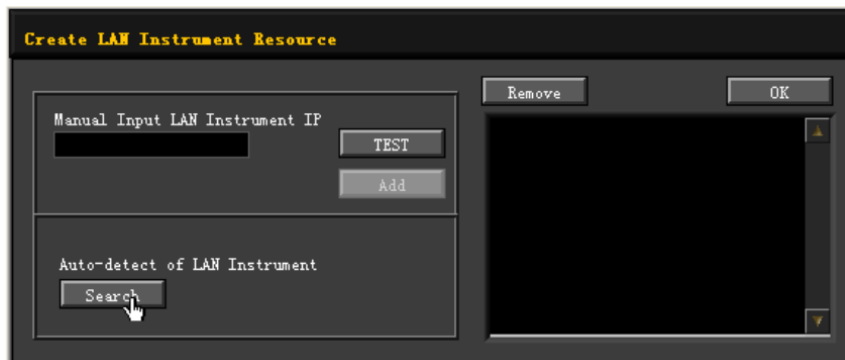 Create LAN Instrument Resource
Manual Input LAN Instrument IP
TEST
Add
Auto-detect of LAN Instrument
Search
Remove
OK